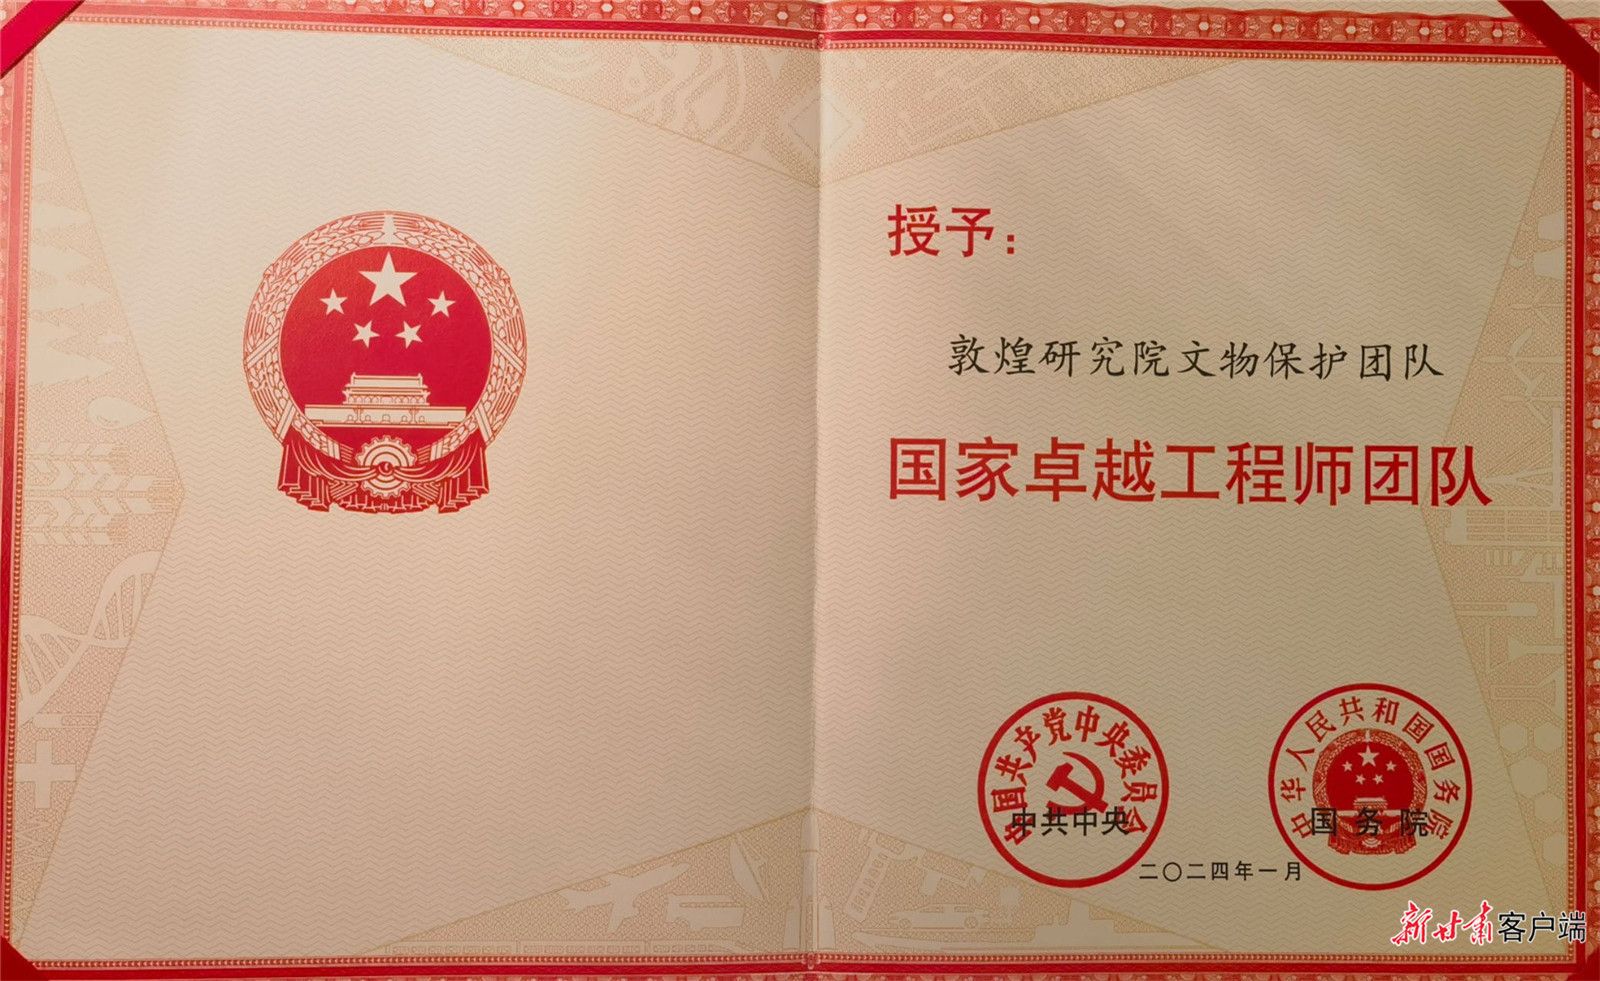 授予：
敦煌研究院文物保护团队
国家卓越工程师团队
中国共产党中央委员会
中华人民共和国国务院
中共中央
国务院
二〇二四年一月
新甘肃客户端